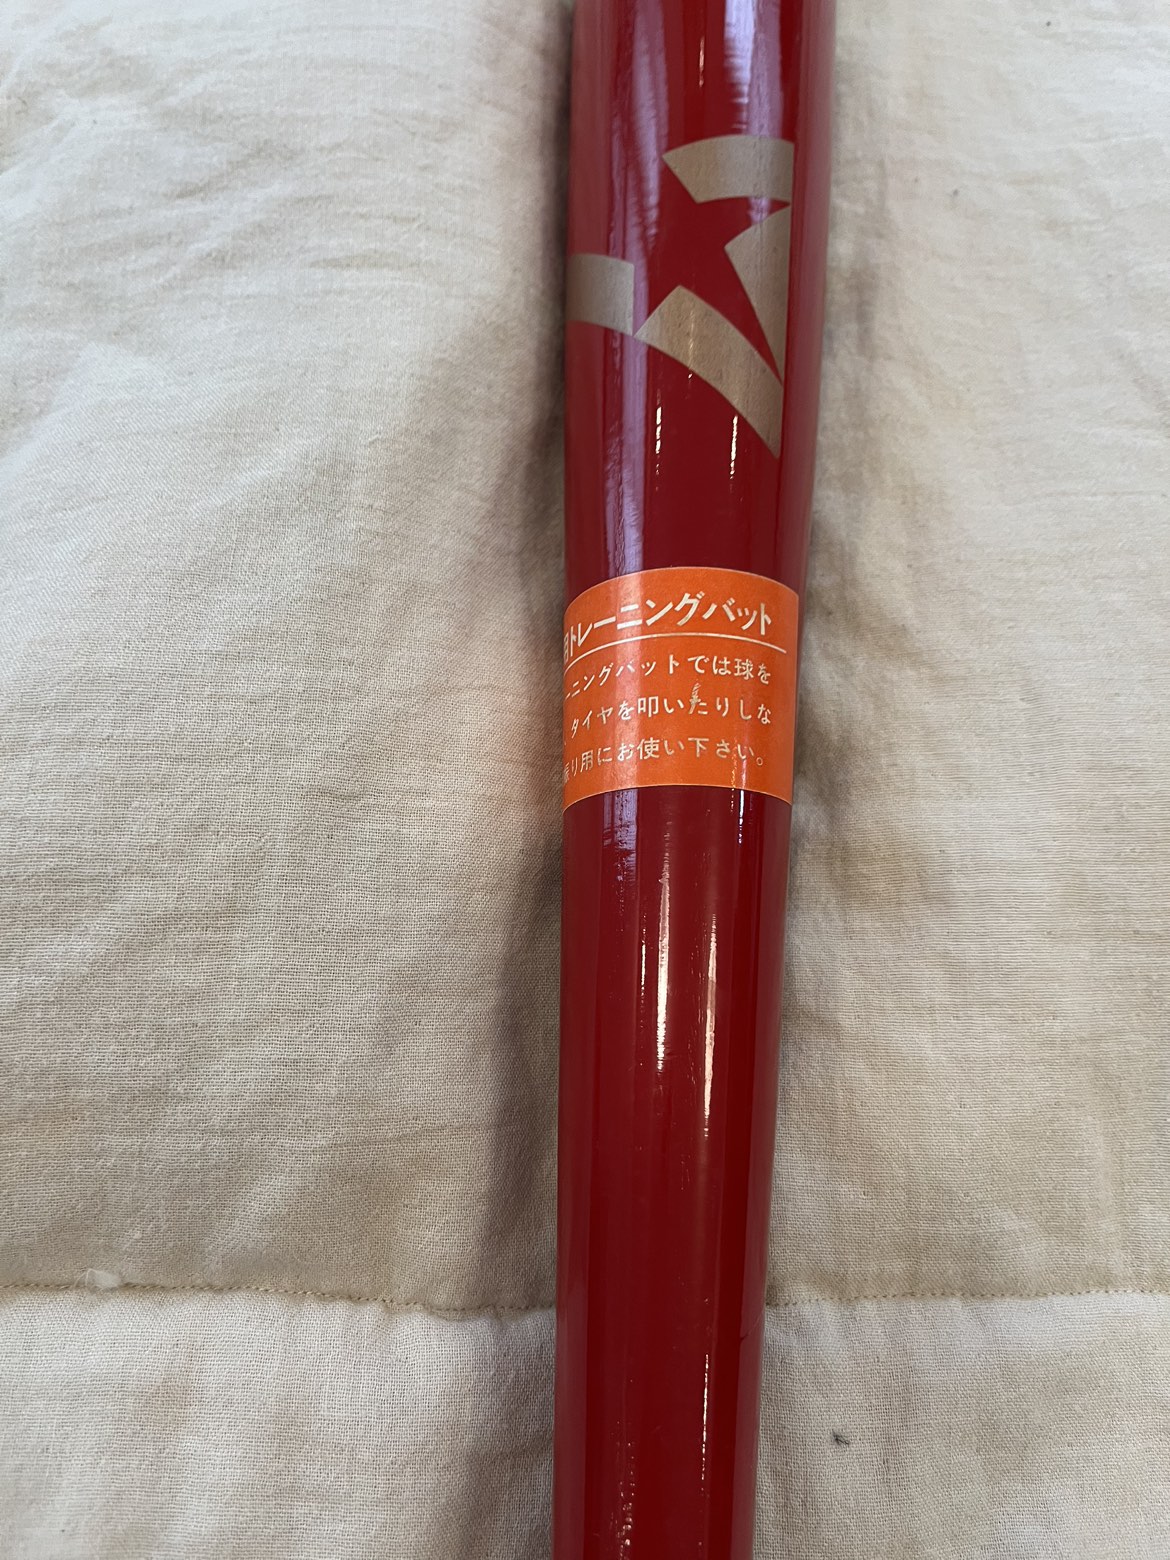 トレーニングバット
ーニングバットでは球を
、タイヤを叩いたりしな
振り用にお使い下さい。